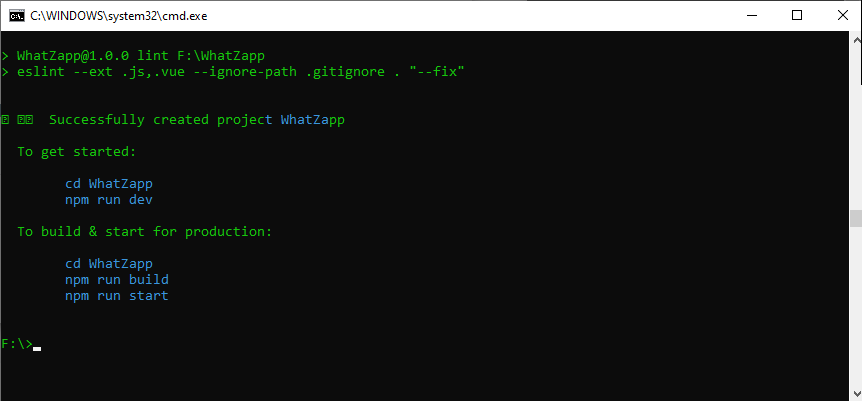 C:\WINDOWS\system32\cmd.exe
> WhatZapp@1.0.0 lint F:\WhatZapp
> eslint --ext .js,.vue --ignore-path .gitignore . "--fix"
Successfully created project WhatZapp
To get started:
cd WhatZapp
npm run dev
To build & start for production:
cd WhatZapp
npm run build
npm run start
F:\>